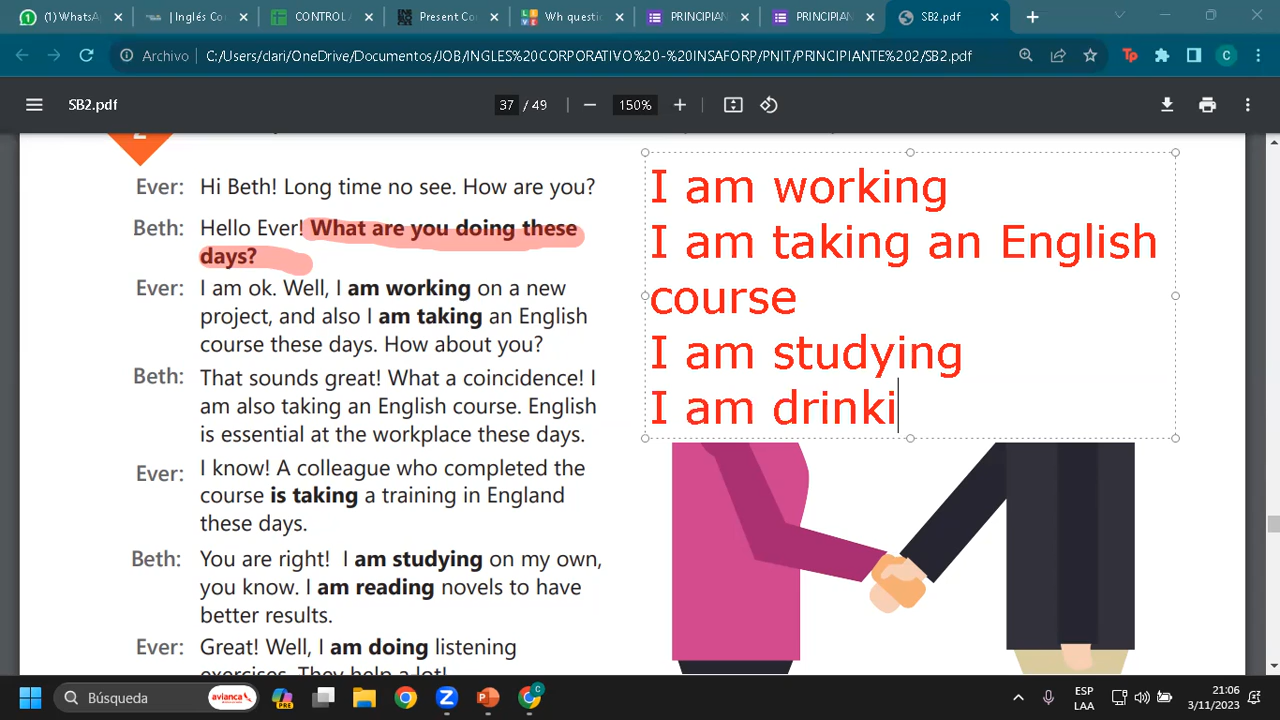 (1) WhatsA
Inglés Co
CONTROL A
Present Con
Wh questi
PRINCIPIAN
PRINCIPIAN
SB2.pdf
Archivo
C:/Users/clari/OneDrive/Documentos/JOB/INGLES%20CORPORATIVO%20-%20INSAFORP/PNIT/PRINCIPIANTE%202/SB2.pdf
C
SB2.pdf
37 / 49
150%
Ever: Hi Beth! Long time no see. How are you?
Beth: Hello Ever! What are you doing these
days?
Ever: I am ok. Well, I am working on a new
project, and also I am taking an English
course these days. How about you?
Beth: That sounds great! What a coincidence! I
am also taking an English course. English
is essential at the workplace these days.
Ever: I know! A colleague who completed the
course is taking a training in England
these days.
Beth: You are right! I am studying on my own,
you know. I am reading novels to have
better results.
Ever: Great! Well, I am doing listening
exercises. They help a lot!
I am working
I am taking an English
course
I am studying
I am drinki
Búsqueda
avianca
PRE
ESP
LAA
21:06
3/11/2023